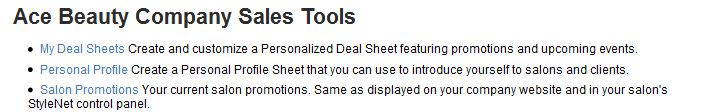 Ace Beauty Company Sales Tools
• My Deal Sheets Create and customize a Personalized Deal Sheet featuring promotions and upcoming events.
• Personal Profile Create a Personal Profile Sheet that you can use to introduce yourself to salons and clients.
• Salon Promotions Your current salon promotions. Same as displayed on your company website and in your salon's
StyleNet control panel.